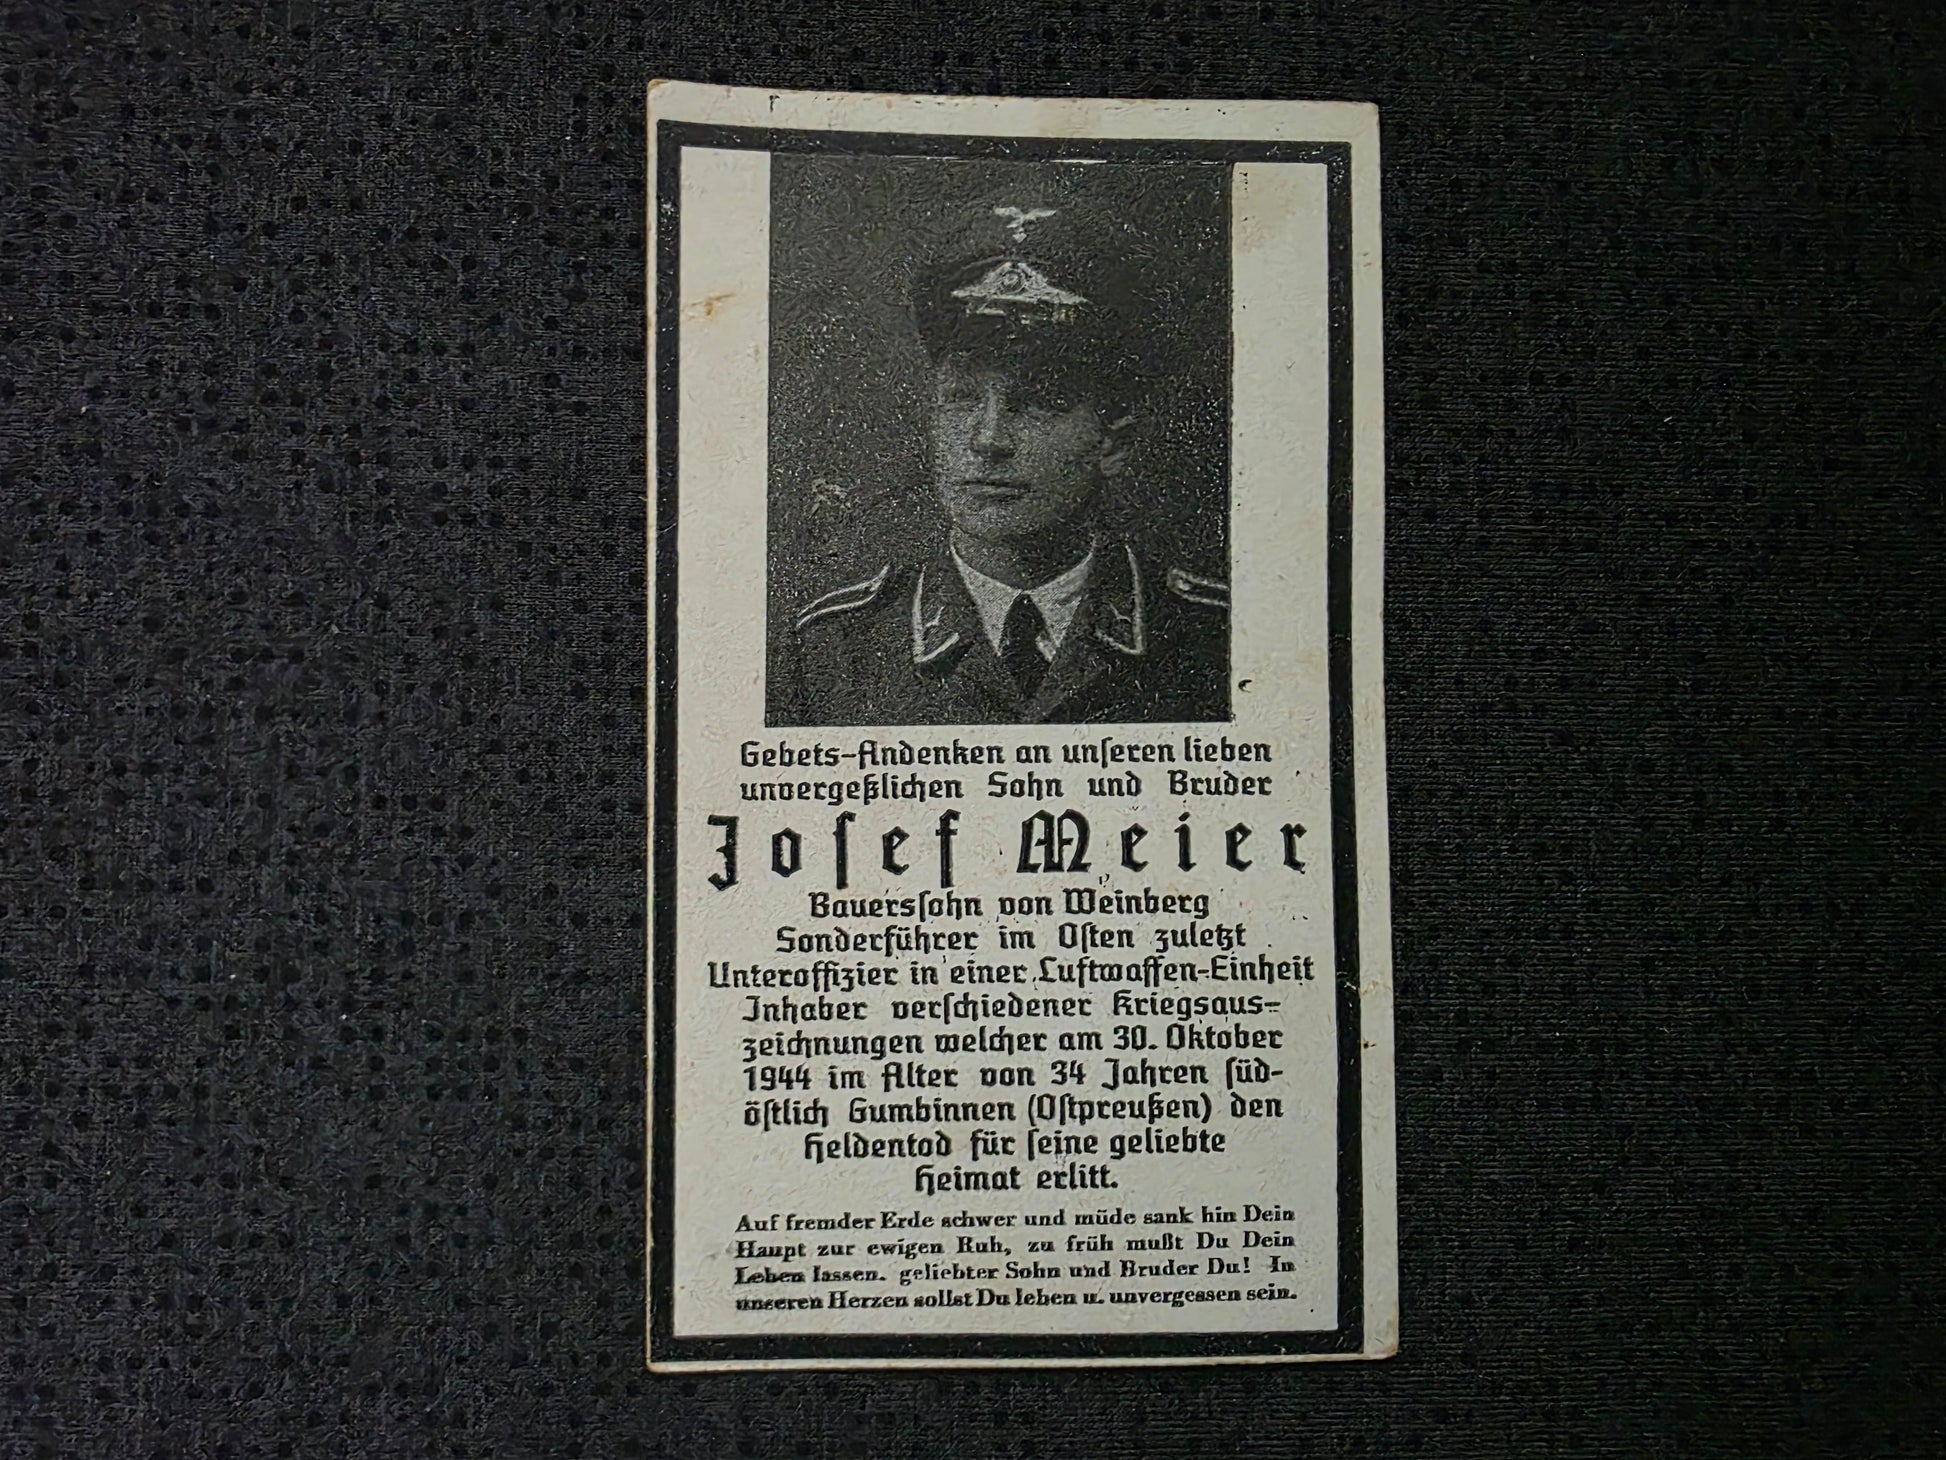 Gebets-Andenken an unseren lieben
unvergeßlichen Sohn und Bruder
Josef Meier
Bauerssohn von Weinberg
Sonderführer im Osten zuletzt
Unteroffizier in einer Luftwaffen-Einheit
Inhaber verschiedener Kriegsaus-
zeichnungen welcher am 30. Oktober
1944 im Alter von 34 Jahren süd-
östlich Gumbinnen (Ostpreußen) den
Heldentod für seine geliebte
Heimat erlitt.
Auf fremder Erde schwer und müde sank hin Dein
Haupt zur ewigen Ruh, zu früh mußt Du Dein
Leben lassen. geliebter Sohn und Bruder Du! In
unseren Herzen sollst Du leben u. unvergessen sein.